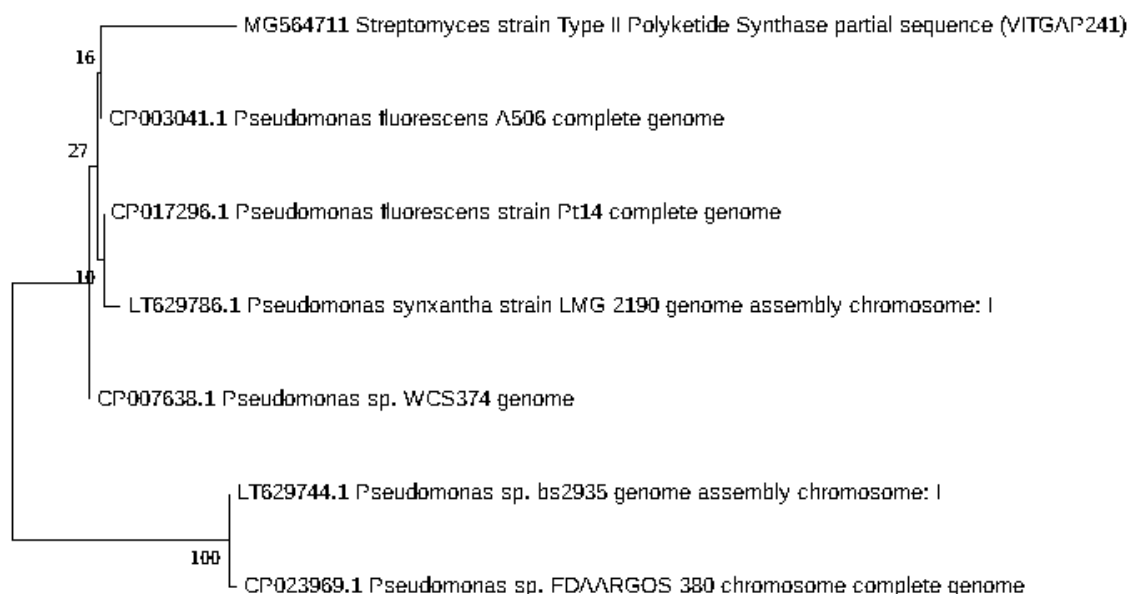 MG564711 Streptomyces strain Type II Polyketide Synthase partial sequence (VITGAP241)
16
CP003041.1 Pseudomonas fluorescens A506 complete genome
27
CP017296.1 Pseudomonas fluorescens strain Pt14 complete genome
10
LT629786.1 Pseudomonas synxantha strain LMG 2190 genome assembly chromosome: I
CP007638.1 Pseudomonas sp. WCS374 genome
LT629744.1 Pseudomonas sp. bs2935 genome assembly chromosome: I
100
CP023969.1 Pseudomonas sp. FDAARGOS 380 chromosome complete genome